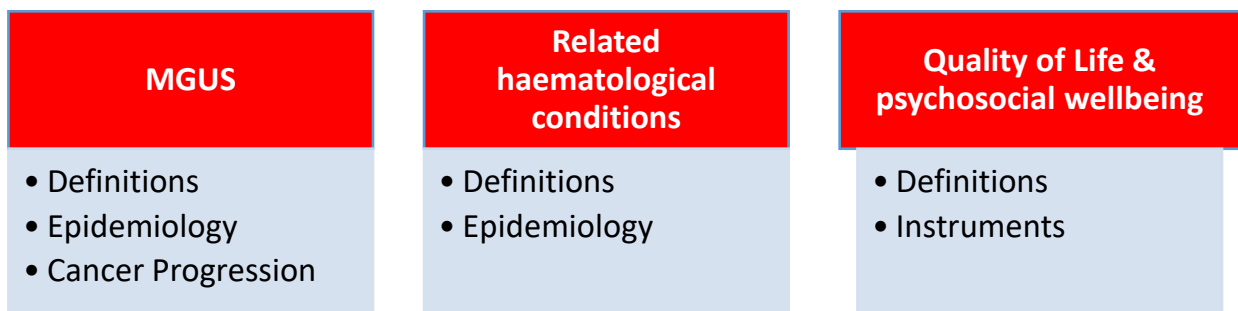 MGUS
• Definitions
• Epidemiology
• Cancer Progression
Related
haematological
conditions
• Definitions
• Epidemiology
Quality of Life &
psychosocial wellbeing
• Definitions
• Instruments